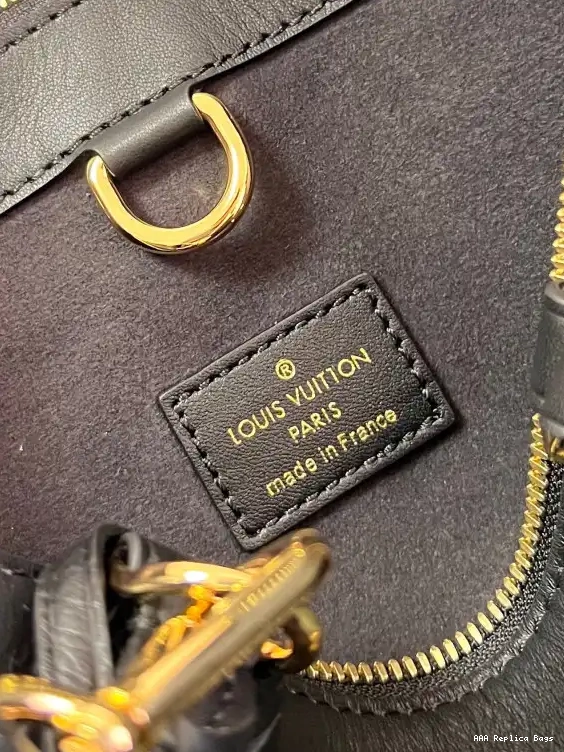 ®
LOUIS VUITTON
PARIS
made in France
AAA Replica Bags